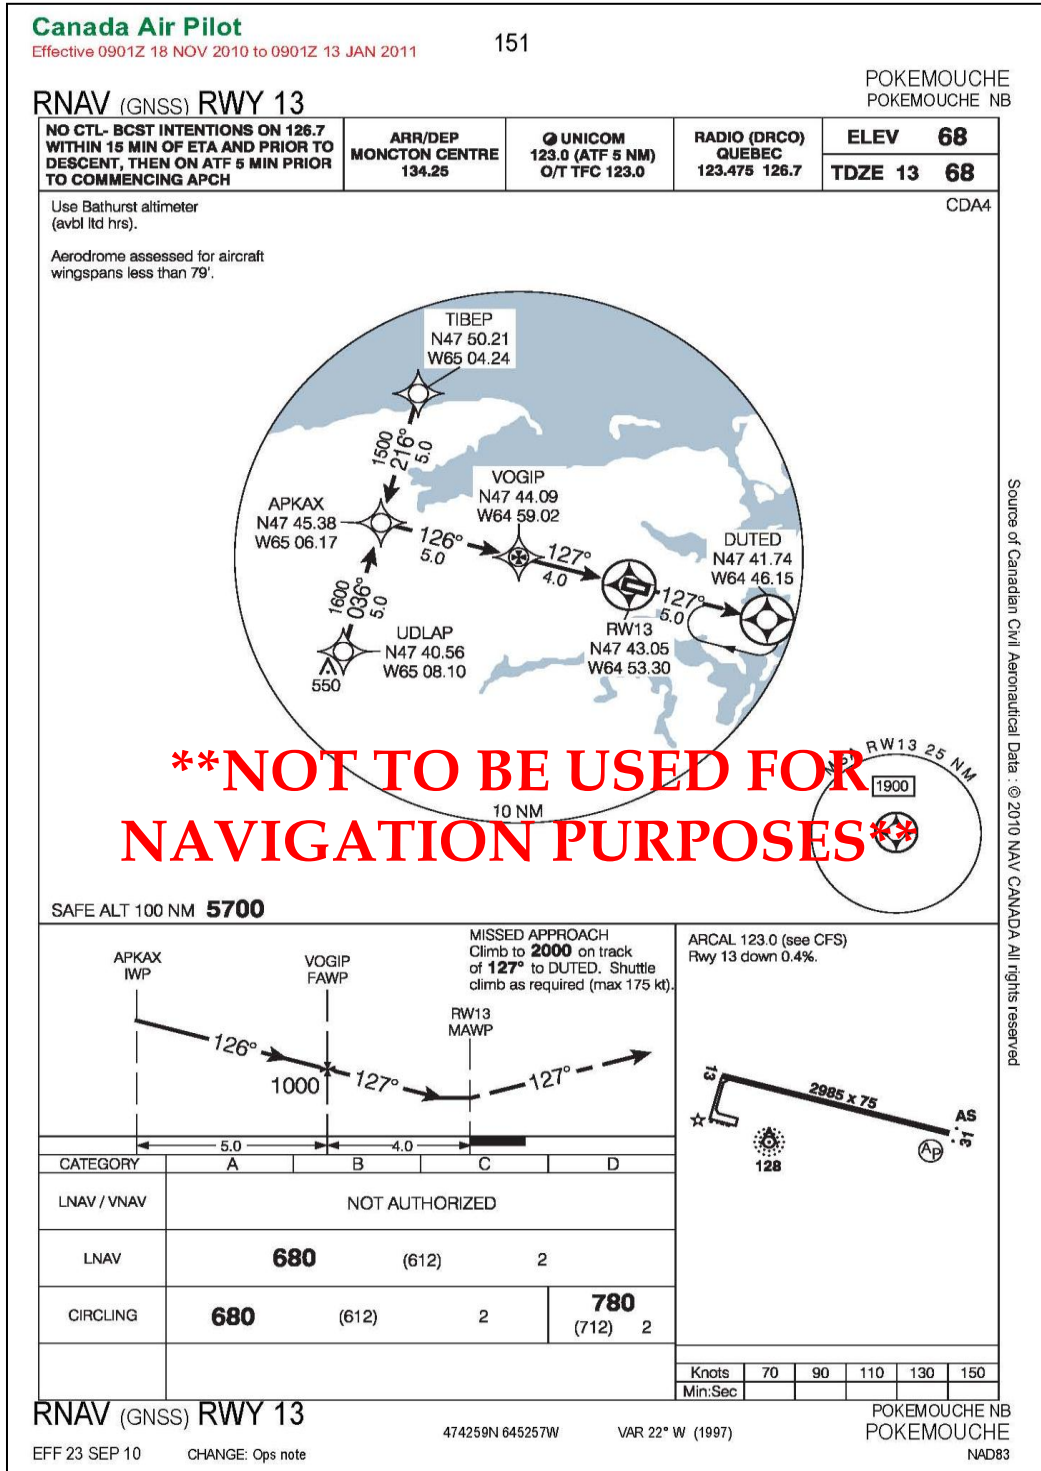 Canada Air Pilot
Effective 0901Z 18 NOV 2010 to 0901Z 13 JAN 2011
151
POKEMOUCHE
POKEMOUCHE NB
RNAV (GNSS) RWY 13
NO CTL- BCST INTENTIONS ON 126.7
WITHIN 15 MIN OF ETA AND PRIOR TO
DESCENT, THEN ON ATF 5 MIN PRIOR
TO COMMENCING APCH
ARR/DEP
MONCTON CENTRE
134.25
UNICOM
123.0 (ATF 5 NM)
O/T TFC 123.0
RADIO (DRCO)
QUEBEC
123.475 126.7
ELEV 68
TDZE 13 68
Use Bathurst altimeter
(avbl ltd hrs).
CDA4
Aerodrome assessed for aircraft
wingspans less than 79'.
TIBEP
N47 50.21
W65 04.24
1500
216°
5.0
APKAX
N47 45.38
W65 06.17
VOGIP
N47 44.09
W64 59.02
126°
5.0
127°
4.0
DUTED
N47 41.74
W64 46.15
127°
5.0
1600
036°
5.0
UDLAP
N47 40.56
W65 08.10
550
RW13
N47 43.05
W64 53.30
**NOT TO BE USED FOR
NAVIGATION PURPOSES**
10 NM
MSA RW13 25 NM
1900
SAFE ALT 100 NM 5700
Source of Canadian Civil Aeronautical Data : © 2010 NAV CANADA All rights reserved
APKAX
IWP
VOGIP
FAWP
MISSED APPROACH
Climb to 2000 on track
of 127° to DUTED. Shuttle
climb as required (max 175 kt).
RW13
MAWP
126°
1000
127°
127°
5.0
4.0
ARCAL 123.0 (see CFS)
Rwy 13 down 0.4%.
13
2985 x 75
AS
31
AP
128
CATEGORY A B C D
LNAV / VNAV NOT AUTHORIZED
LNAV 680 (612) 2
CIRCLING 680 (612) 2 780
(712) 2
Knots 70 90 110 130 150
Min:Sec
RNAV (GNSS) RWY 13
EFF 23 SEP 10 CHANGE: Ops note
474259N 645257W VAR 22° W (1997)
POKEMOUCHE NB
POKEMOUCHE
NAD83